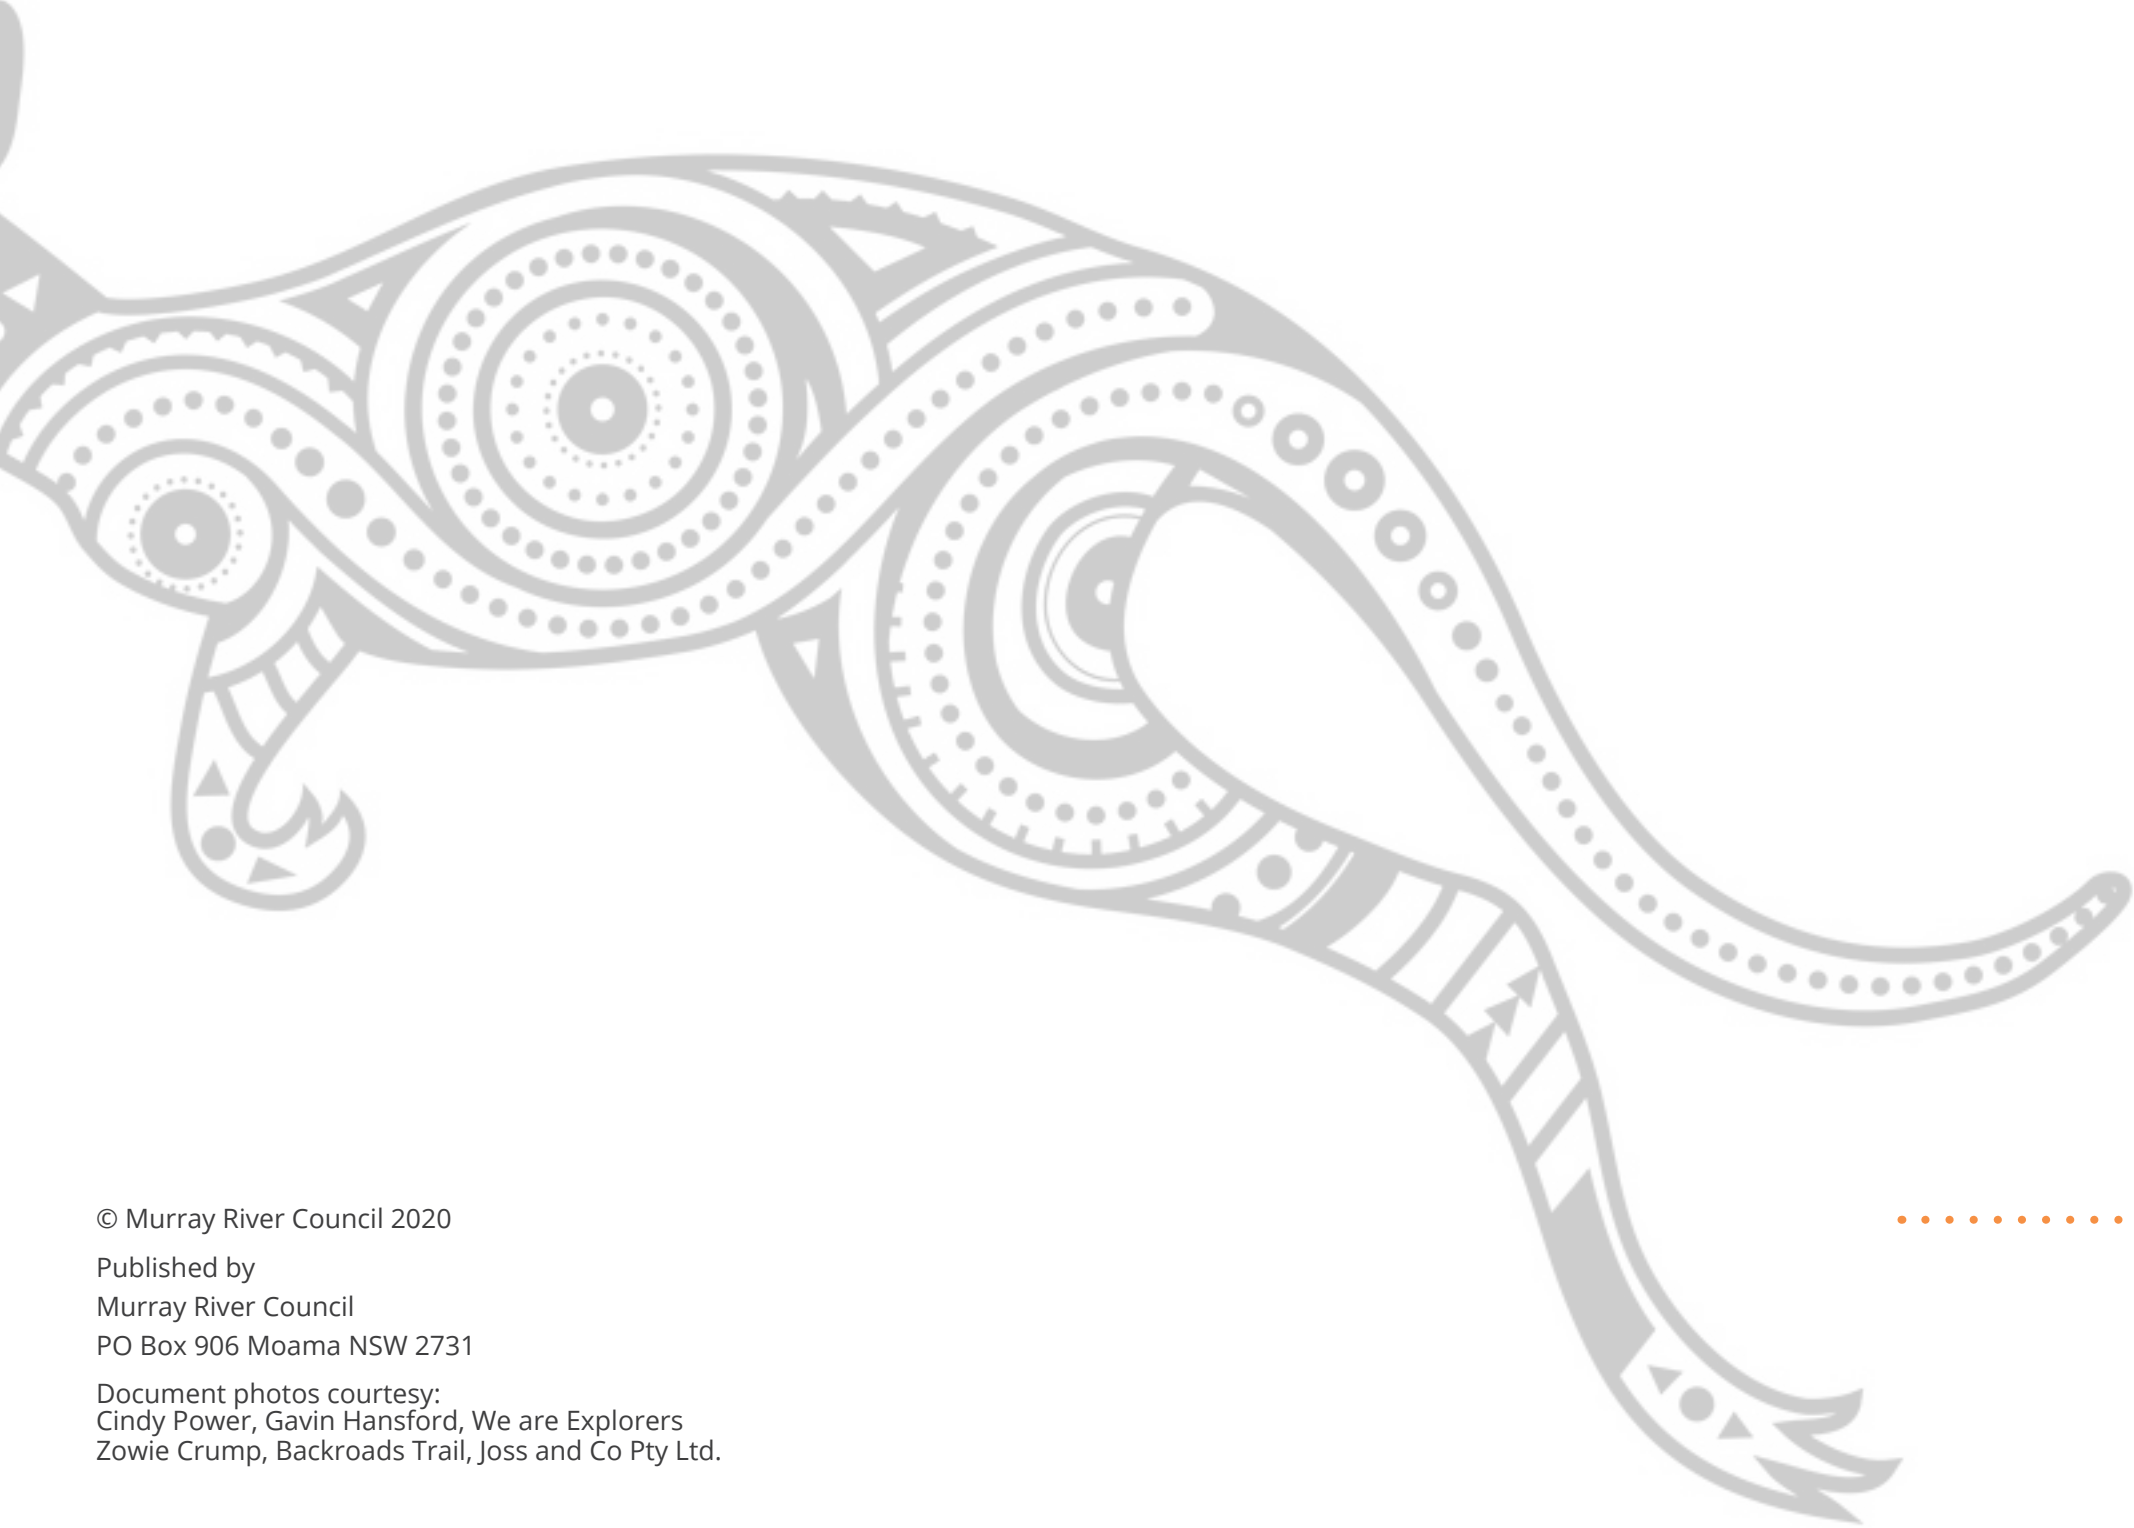 © Murray River Council 2020
Published by
Murray River Council
PO Box 906 Moama NSW 2731
Document photos courtesy:
Cindy Power, Gavin Hansford, We are Explorers
Zowie Crump, Backroads Trail, Joss and Co Pty Ltd.